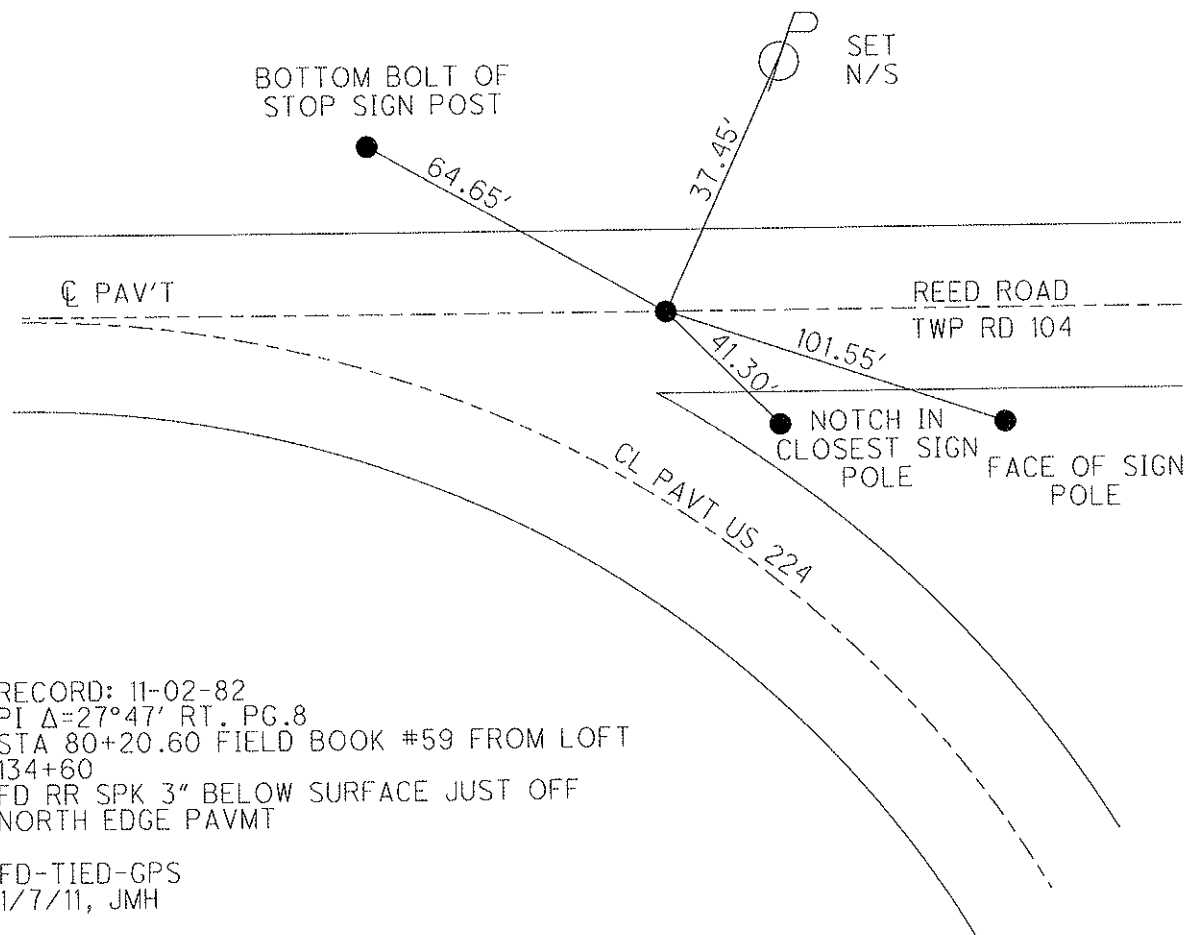 SET
N/S
BOTTOM BOLT OF
STOP SIGN POST
64.65'
37.45'
℄ PAV'T
REED ROAD
TWP RD 104
101.55'
41.30'
NOTCH IN
CLOSEST SIGN
POLE
FACE OF SIGN
POLE
CL PAVT US 224
RECORD: 11-02-82
PI Δ=27°47' RT. PG.8
STA 80+20.60 FIELD BOOK #59 FROM LOFT
134+60
FD RR SPK 3" BELOW SURFACE JUST OFF
NORTH EDGE PAVMT
FD-TIED-GPS
1/7/11, JMH